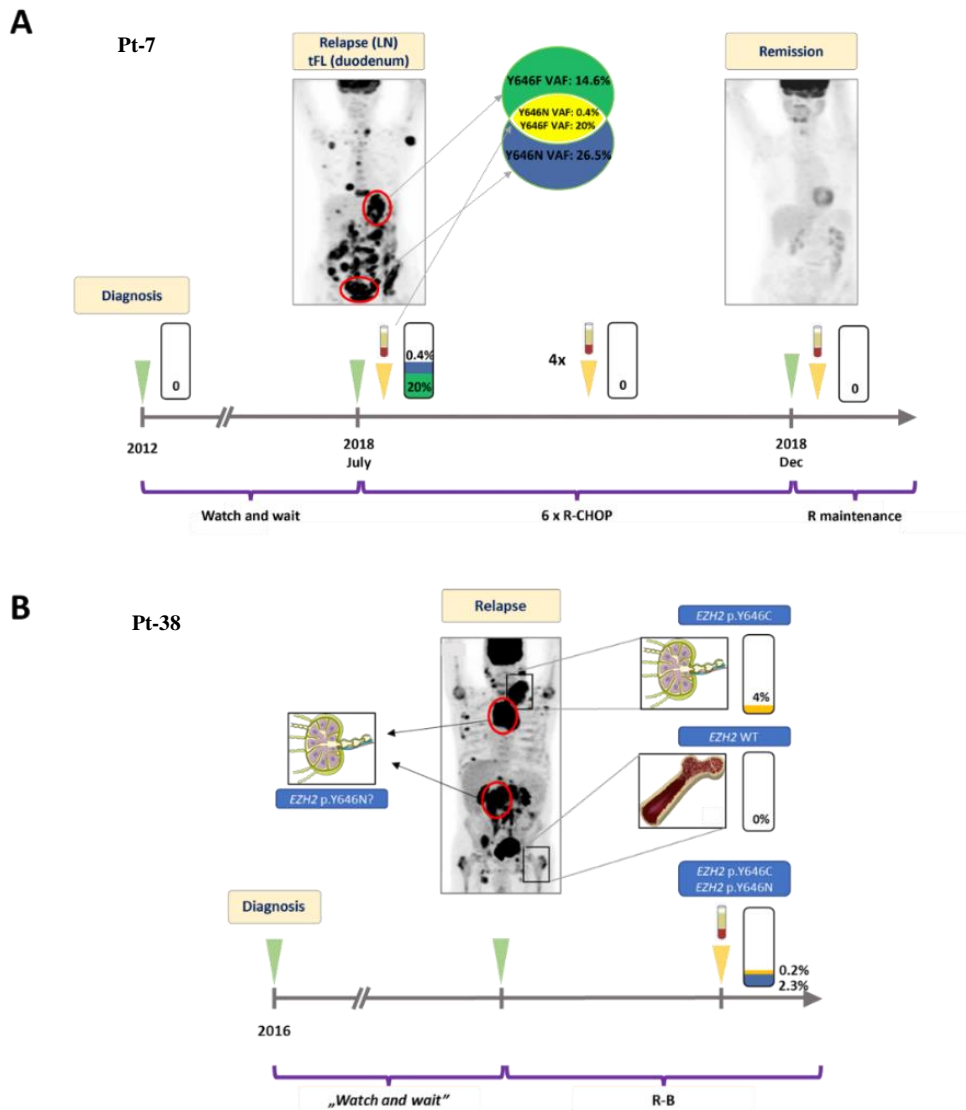 A
Pt-7
Relapse (LN)
tFL (duodenum)
Remission
Y646F VAF: 14.6%
Y646N VAF: 0.4%
Y646F VAF: 20%
Y646N VAF: 26.5%
Diagnosis
0
0.4%
20%
4x
0
0
2012
2018
July
2018
Dec
Watch and wait
6 x R-CHOP
R maintenance
B
Pt-38
Relapse
EZH2 p.Y646C
4%
EZH2 WT
0%
EZH2 p.Y646N?
EZH2 p.Y646C
EZH2 p.Y646N
Diagnosis
0.2%
2.3%
2016
„Watch and wait”
R-B